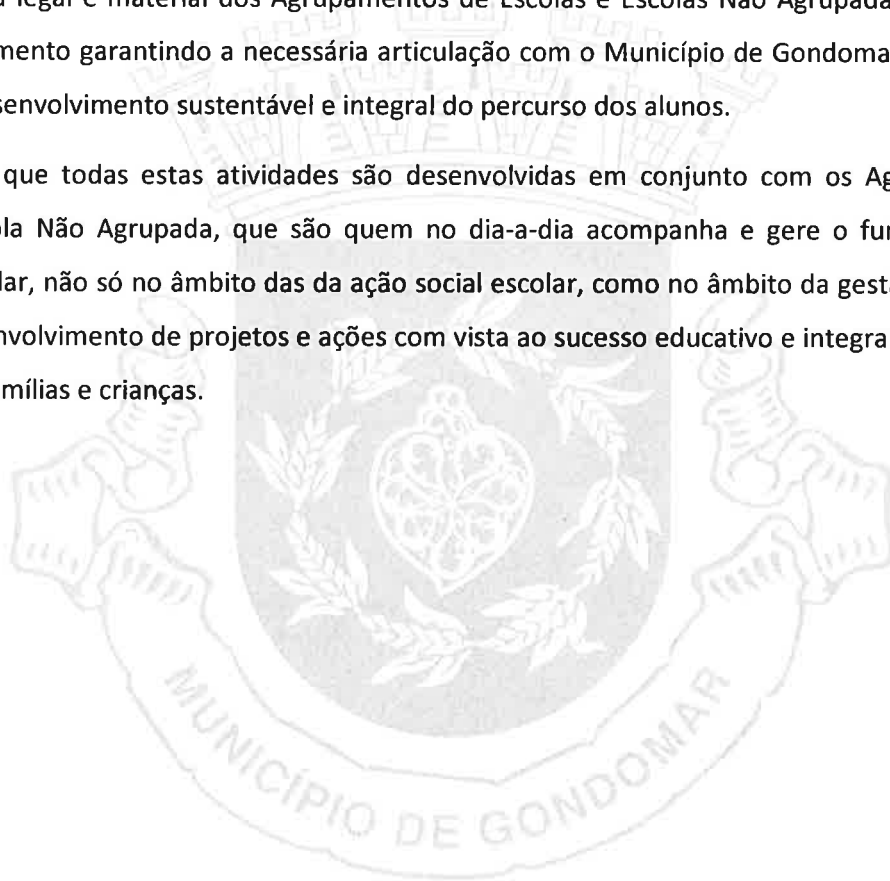 legal e material dos Agrupamentos de Escolas e Escolas Não Agrupada
mento garantindo a necessária articulação com o Município de Gondoma
senvolvimento sustentável e integral do percurso dos alunos.
que todas estas atividades são desenvolvidas em conjunto com os Ag
la Não Agrupada, que são quem no dia-a-dia acompanha e gere o fu
lar, não só no âmbito das da ação social escolar, como no âmbito da gest
nvolvimento de projetos e ações com vista ao sucesso educativo e integra
mílias e crianças.
MUNICÍPIO DE GONDOMAR